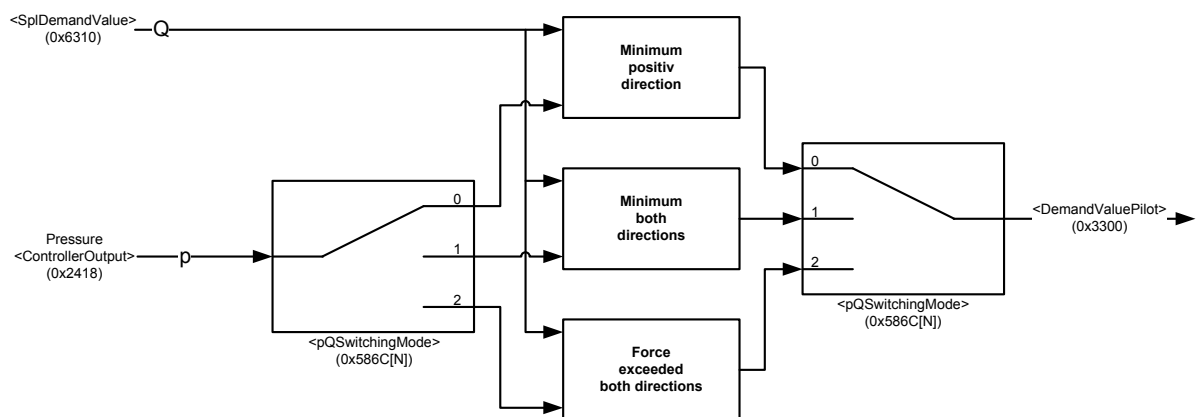 <SplDemandValue>
(0x6310)
Q
Minimum
positiv
direction
Pressure
<ControllerOutput>
(0x2418)
p
0
1
2
<pQSwitchingMode>
(0x586C[N])
Minimum
both
directions
Force
exceeded
both directions
0
1
2
<pQSwitchingMode>
(0x586C[N])
<DemandValuePilot>
(0x3300)